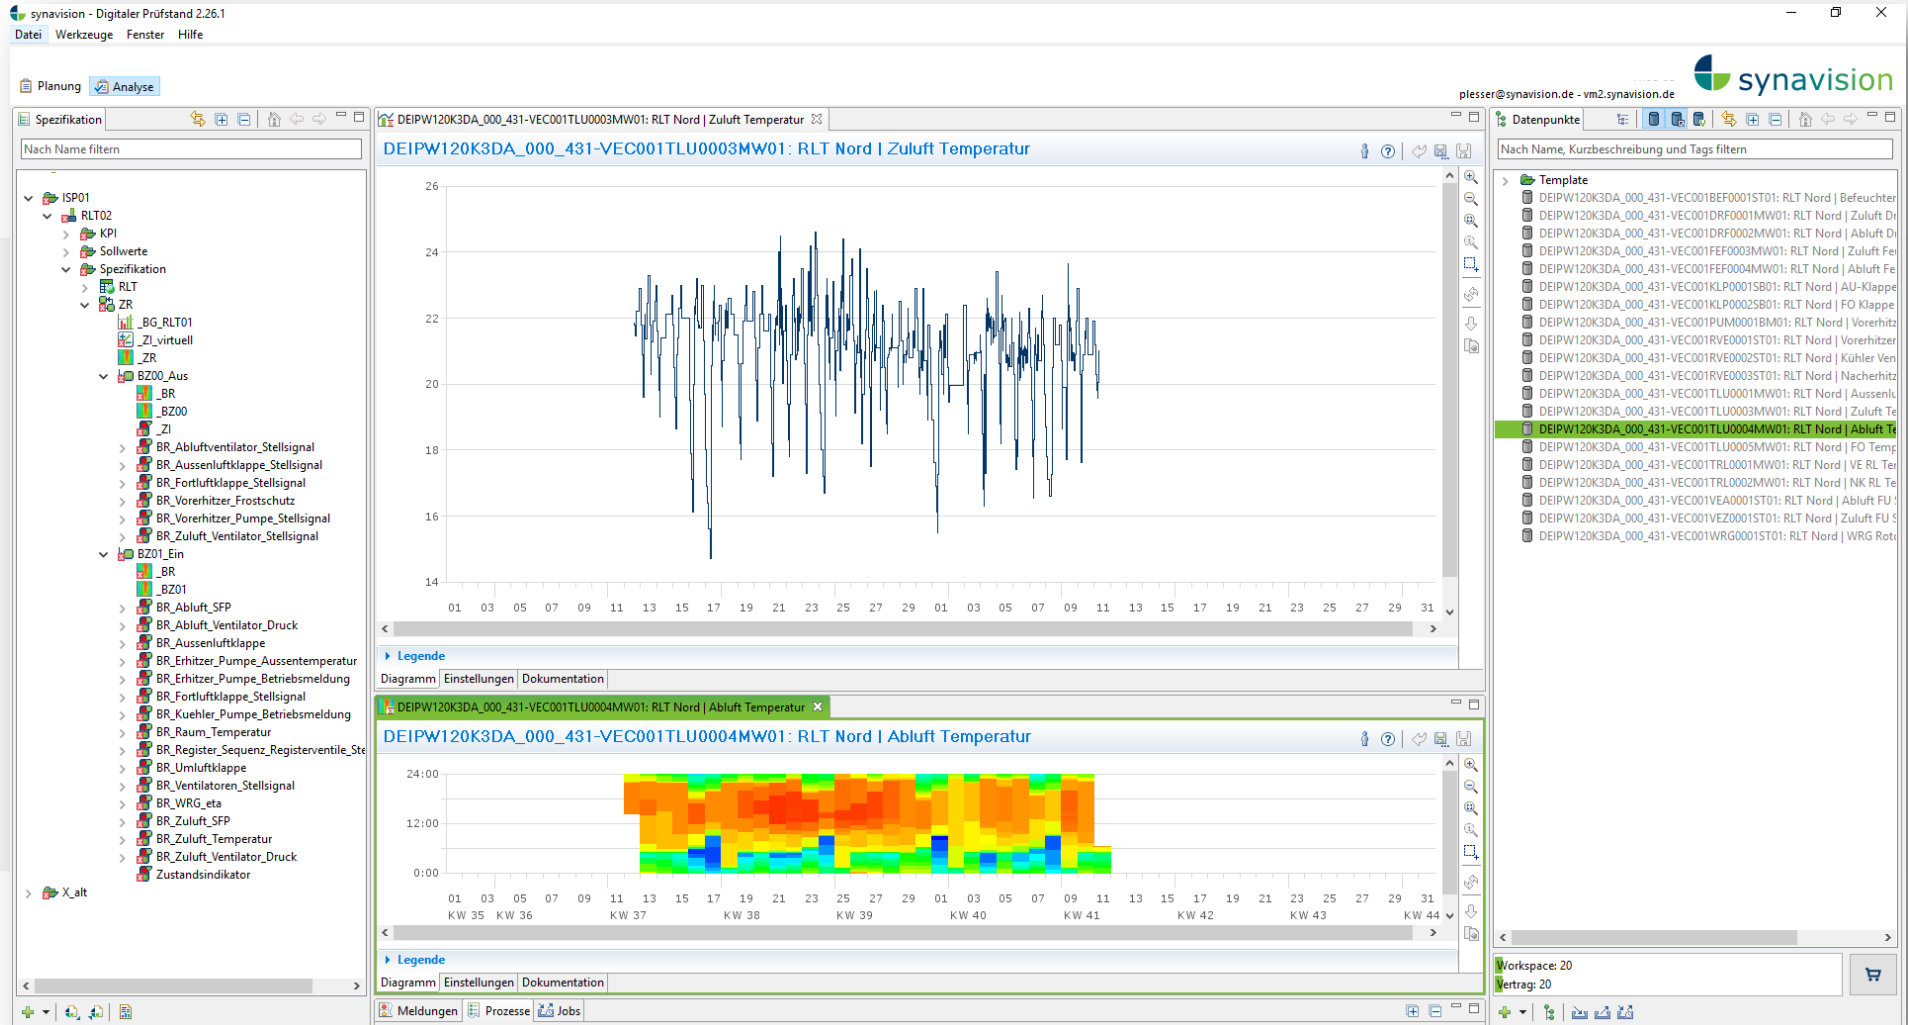 synavision - Digitaler Prüfstand 2.26.1
Datei Werkzeuge Fenster Hilfe
Planung Analyse
plesser@synavision.de - vm2.synavision.de
synavision
Spezifikation
Nach Name filtern
ISP01
RLT02
KPI
Sollwerte
Spezifikation
RLT
ZR
_BG_RLT01
_ZI_virtuell
_ZR
BZ00_Aus
_BR
_BZ00
_ZI
BR_Abluftventilator_Stellsignal
BR_Aussenluftklappe_Stellsignal
BR_Fortluftklappe_Stellsignal
BR_Vorerhitzer_Frostschutz
BR_Vorerhitzer_Pumpe_Stellsignal
BR_Zuluft_Ventilator_Stellsignal
BZ01_Ein
_BR
_BZ01
BR_Abluft_SFP
BR_Abluft_Ventilator_Druck
BR_Aussenluftklappe
BR_Erhitzer_Pumpe_Aussentemperatur
BR_Erhitzer_Pumpe_Betriebsmeldung
BR_Fortluftklappe_Stellsignal
BR_Kuehler_Pumpe_Betriebsmeldung
BR_Raum_Temperatur
BR_Register_Sequenz_Registerventile_Ste
BR_Umluftklappe
BR_Ventilatoren_Stellsignal
BR_WRG_eta
BR_Zuluft_SFP
BR_Zuluft_Temperatur
BR_Zuluft_Ventilator_Druck
Zustandsindikator
X_alt
DEIPW120K3DA_000_431-VEC001TLU0003MW01: RLT Nord | Zuluft Temperatur
DEIPW120K3DA_000_431-VEC001TLU0003MW01: RLT Nord | Zuluft Temperatur
26
24
22
20
18
16
14
01 03 05 07 09 11 13 15 17 19 21 23 25 27 29 01 03 05 07 09 11 13 15 17 19 21 23 25 27 29 31
Legende
Diagramm Einstellungen Dokumentation
DEIPW120K3DA_000_431-VEC001TLU0004MW01: RLT Nord | Abluft Temperatur
DEIPW120K3DA_000_431-VEC001TLU0004MW01: RLT Nord | Abluft Temperatur
24:00
12:00
0:00
01 03 05 07 09 11 13 15 17 19 21 23 25 27 29 01 03 05 07 09 11 13 15 17 19 21 23 25 27 29 31
KW 35 KW 36 KW 37 KW 38 KW 39 KW 40 KW 41 KW 42 KW 43 KW 44
Legende
Diagramm Einstellungen Dokumentation
Meldungen Prozesse Jobs
Datenpunkte
Nach Name, Kurzbeschreibung und Tags filtern
Template
DEIPW120K3DA_000_431-VEC001BEF0001ST01: RLT Nord | Befeuchter
DEIPW120K3DA_000_431-VEC001DRF0001MW01: RLT Nord | Zuluft Dr
DEIPW120K3DA_000_431-VEC001DRF0002MW01: RLT Nord | Abluft Dr
DEIPW120K3DA_000_431-VEC001FEF0003MW01: RLT Nord | Zuluft Fe
DEIPW120K3DA_000_431-VEC001FEF0004MW01: RLT Nord | Abluft Fe
DEIPW120K3DA_000_431-VEC001KLP0001SB01: RLT Nord | AU-Klappe
DEIPW120K3DA_000_431-VEC001KLP0002SB01: RLT Nord | FO Klappe
DEIPW120K3DA_000_431-VEC001PUM0001BM01: RLT Nord | Vorerhitz
DEIPW120K3DA_000_431-VEC001RVE0001ST01: RLT Nord | Vorerhitzer
DEIPW120K3DA_000_431-VEC001RVE0002ST01: RLT Nord | Kühler Ven
DEIPW120K3DA_000_431-VEC001RVE0003ST01: RLT Nord | Nacherhitz
DEIPW120K3DA_000_431-VEC001TLU0001MW01: RLT Nord | Aussenlu
DEIPW120K3DA_000_431-VEC001TLU0003MW01: RLT Nord | Zuluft Te
DEIPW120K3DA_000_431-VEC001TLU0004MW01: RLT Nord | Abluft Te
DEIPW120K3DA_000_431-VEC001TLU0005MW01: RLT Nord | FO Temp
DEIPW120K3DA_000_431-VEC001TRL0001MW01: RLT Nord | VE RL Ter
DEIPW120K3DA_000_431-VEC001TRL0002MW01: RLT Nord | NK RL Te
DEIPW120K3DA_000_431-VEC001VEA0001ST01: RLT Nord | Abluft FU S
DEIPW120K3DA_000_431-VEC001VEZ0001ST01: RLT Nord | Zuluft FU S
DEIPW120K3DA_000_431-VEC001WRG0001ST01: RLT Nord | WRG Roto
Workspace: 20
Vertrag: 20